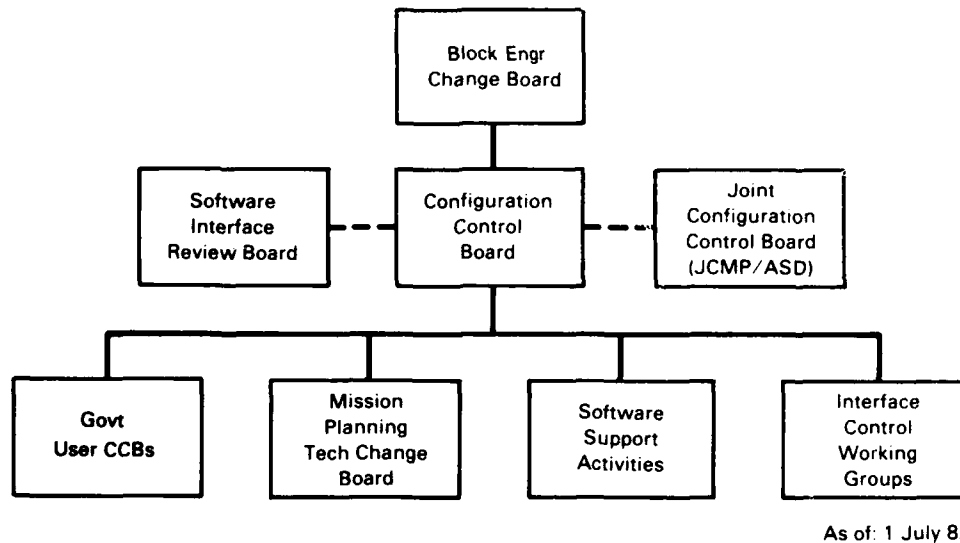 Block Engr
Change Board
Software
Interface
Review Board
Configuration
Control
Board
Joint
Configuration
Control Board
(JCMP/ASD)
Govt
User CCBs
Mission
Planning
Tech Change
Board
Software
Support
Activities
Interface
Control
Working
Groups
As of: 1 July 8